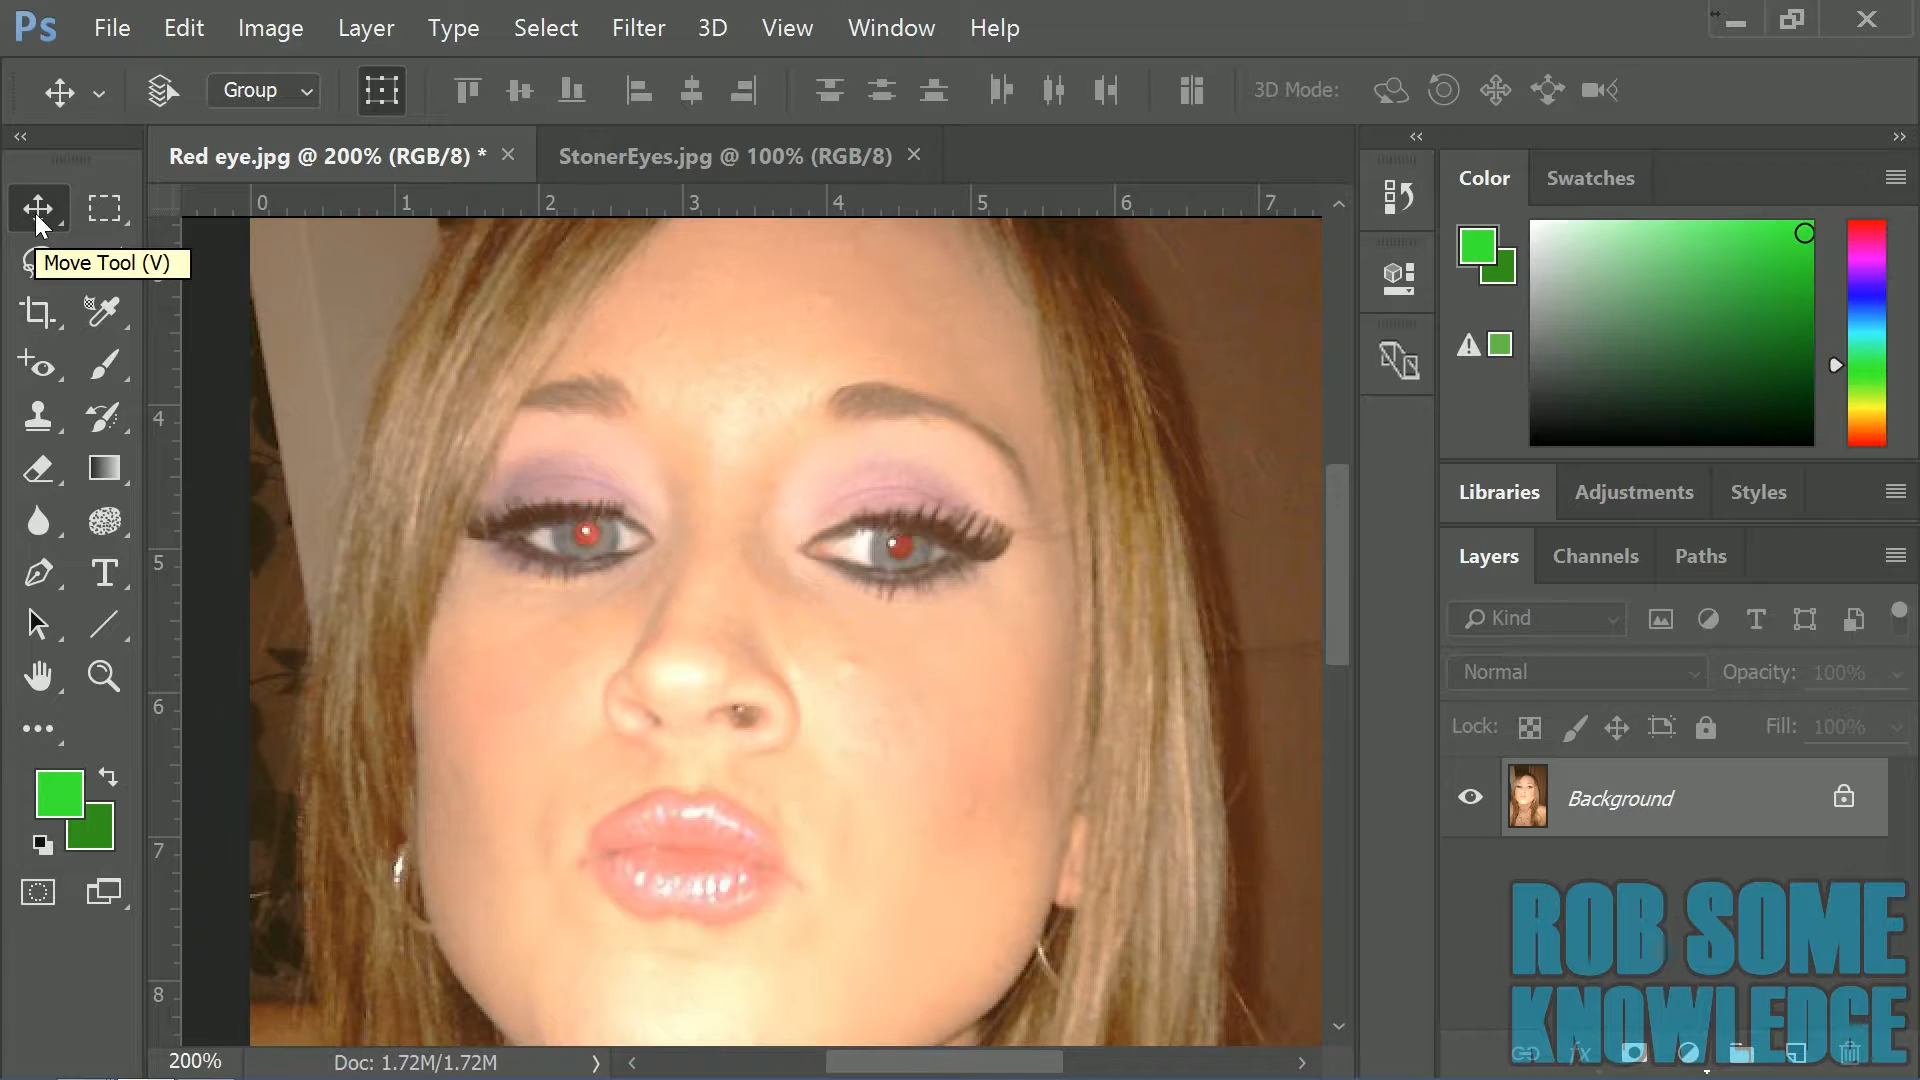 Ps File Edit Image Layer Type Select Filter 3D View Window Help
Group 3D Mode:
Red eye.jpg @ 200% (RGB/8) * × StonerEyes.jpg @ 100% (RGB/8) ×
Color Swatches
0 1 2 3 4 5 6 7
Move Tool (V)
4
5
6
7
8
Libraries Adjustments Styles
Layers Channels Paths
Kind
Normal Opacity: 100%
Lock: Fill: 100%
Background
ROB SOME
KNOWLEDGE
fx
200% Doc: 1.72M/1.72M